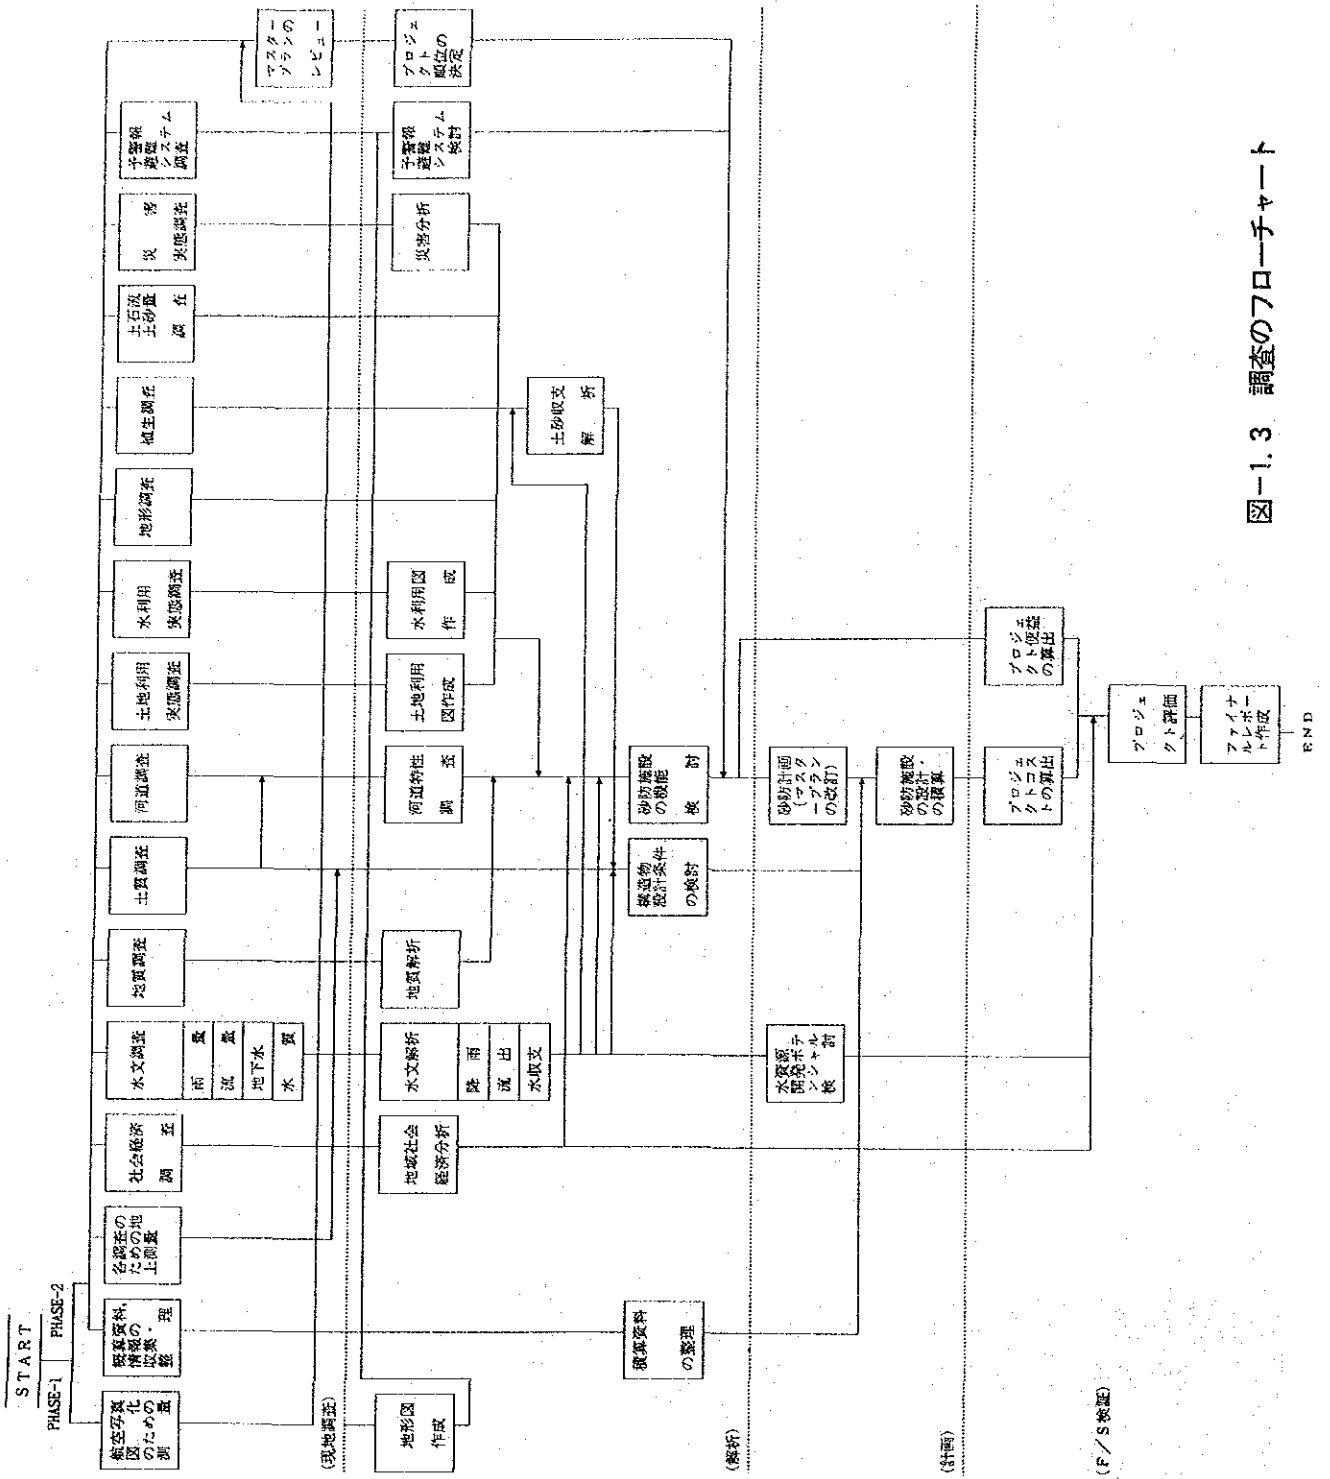 START
PHASE-1
PHASE-2
航空写真
図化
のための
測量
概算資料,
情報の
収集・
整理
各調査の
ための地
上測量
社会経済
調査
水文調査
雨量
流量
地下水
水質
地質調査
土質調査
河道調査
土地利用
実態調査
水利用
実態調査
地形調査
植生調査
土石流
土砂量
調査
災害
実態調査
予警報
避難
システム
調査
マスター
プランの
レビュー
(現地調査)
地形図
作成
地域社会
経済分析
水文解析
降雨
流出
水収支
地質解析
河道特性
調査
土地利用
図作成
水利用図
作成
災害分析
予警報
避難
システム
検討
プロジェ
クト
順位の
決定
土砂収支
解析
積算資料
の整理
構造物
設計条件
の検討
砂防施設
の機能
検討
(解析)
水資源
開発ポテ
ンシャル
検討
砂防計画
(マスタ
ープラン
の改訂)
砂防施設
の設計・
の積算
(計画)
プロジェ
クトコス
トの算出
プロジェ
クト便益
の算出
(F/S検証)
プロジェ
クト評価
ファイナ
ルレポー
ト作成
END
図-1.3 調査のフローチャート